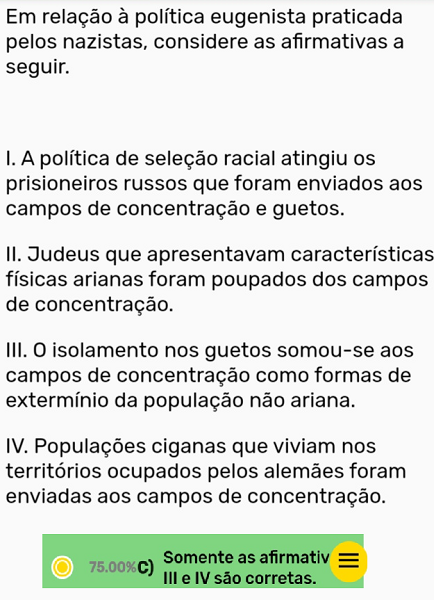 Em relação à política eugenista praticada
pelos nazistas, considere as afirmativas a
seguir.
I. A política de seleção racial atingiu os
prisioneiros russos que foram enviados aos
campos de concentração e guetos.
II. Judeus que apresentavam características
físicas arianas foram poupados dos campos
de concentração.
III. O isolamento nos guetos somou-se aos
campos de concentração como formas de
extermínio da população não ariana.
IV. Populações ciganas que viviam nos
territórios ocupados pelos alemães foram
enviadas aos campos de concentração.
75.00% C) Somente as afirmativ
III e IV são corretas.